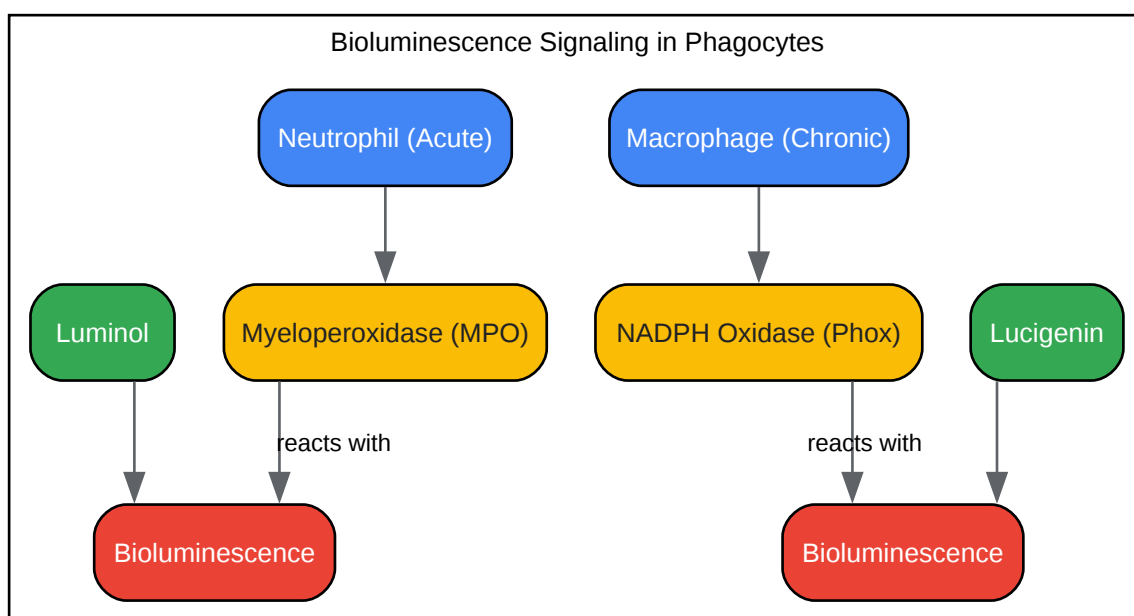 Bioluminescence Signaling in Phagocytes
Neutrophil (Acute)
Macrophage (Chronic)
Luminol
Myeloperoxidase (MPO)
NADPH Oxidase (Phox)
Lucigenin
reacts with
reacts with
Bioluminescence
Bioluminescence